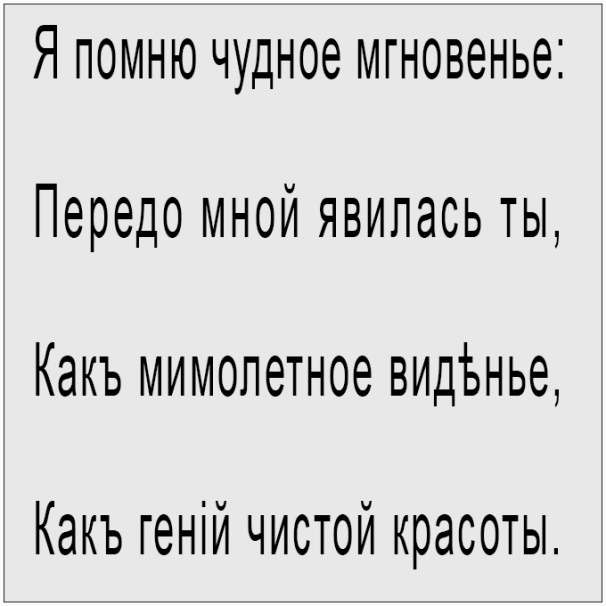 Я помню чудное мгновенье:
Передо мной явилась ты,
Какъ мимолетное видѣнье,
Какъ геній чистой красоты.